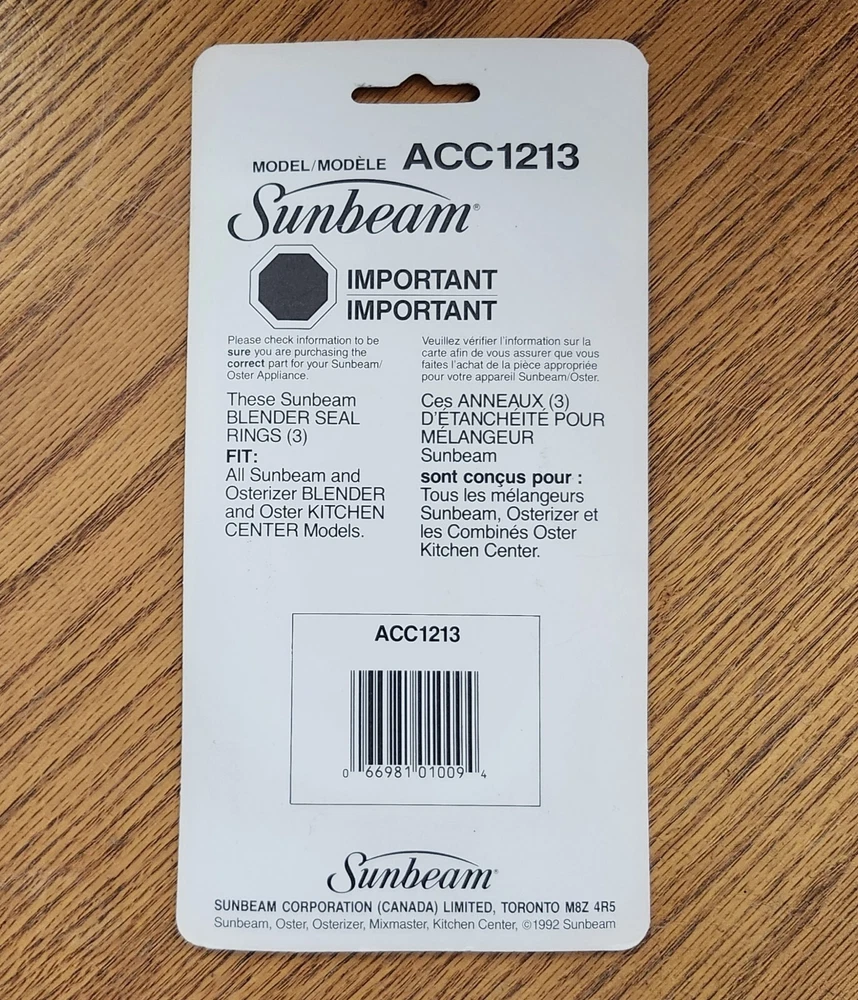 MODEL/MODÈLE ACC1213
Sunbeam®
IMPORTANT
IMPORTANT
Please check information to be
sure you are purchasing the
correct part for your Sunbeam/
Oster Appliance.
These Sunbeam
BLENDER SEAL
RINGS (3)
FIT:
All Sunbeam and
Osterizer BLENDER
and Oster KITCHEN
CENTER Models.
Veuillez vérifier l'information sur la
carte afin de vous assurer que vous
faites l'achat de la pièce appropriée
pour votre appareil Sunbeam/Oster.
Ces ANNEAUX (3)
D'ÉTANCHÉITÉ POUR
MÉLANGEUR
Sunbeam
sont conçus pour :
Tous les mélangeurs
Sunbeam, Osterizer et
les Combinés Oster
Kitchen Center.
ACC1213
0 66981 01009 4
Sunbeam®
SUNBEAM CORPORATION (CANADA) LIMITED, TORONTO M8Z 4R5
Sunbeam, Oster, Osterizer, Mixmaster, Kitchen Center, ©1992 Sunbeam